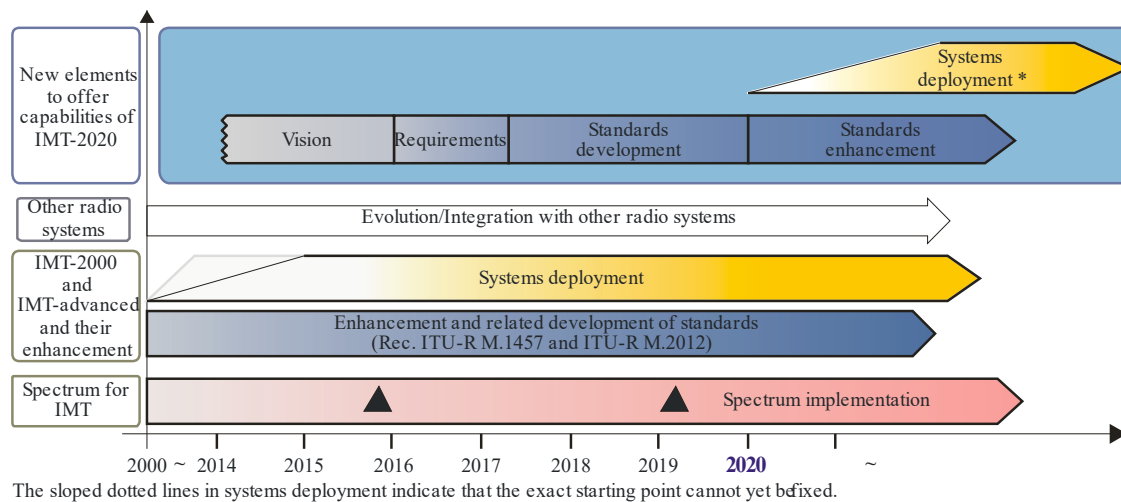 New elements
to offer
capabilities of
IMT-2020
Systems
deployment *
Vision
Requirements
Standards
development
Standards
enhancement
Other radio
systems
Evolution/Integration with other radio systems
IMT-2000
and
IMT-advanced
and their
enhancement
Systems deployment
Enhancement and related development of standards
(Rec. ITU-R M.1457 and ITU-R M.2012)
Spectrum for
IMT
Spectrum implementation
2000 ~ 2014 2015 2016 2017 2018 2019 2020 ~
The sloped dotted lines in systems deployment indicate that the exact starting point cannot yet be fixed.